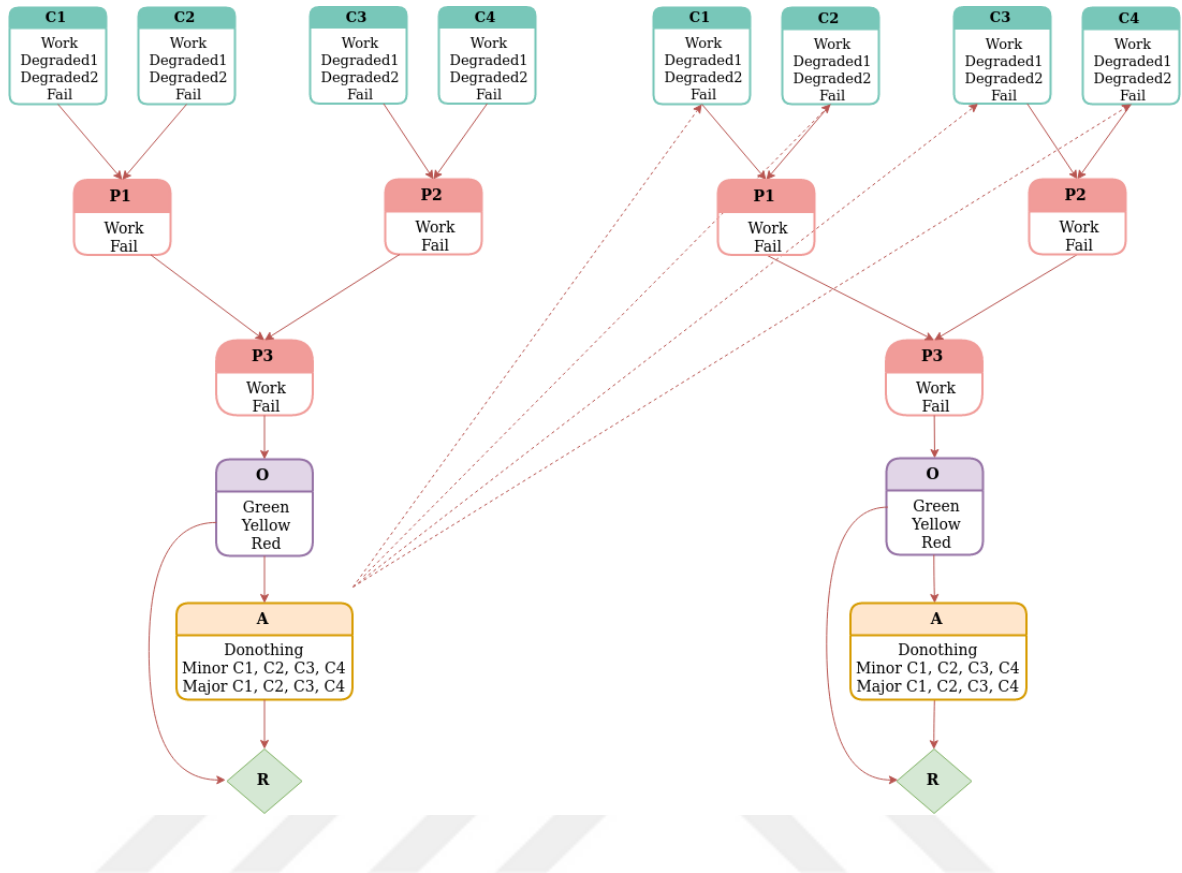 C1
Work
Degraded1
Degraded2
Fail
C2
Work
Degraded1
Degraded2
Fail
C3
Work
Degraded1
Degraded2
Fail
C4
Work
Degraded1
Degraded2
Fail
C1
Work
Degraded1
Degraded2
Fail
C2
Work
Degraded1
Degraded2
Fail
C3
Work
Degraded1
Degraded2
Fail
C4
Work
Degraded1
Degraded2
Fail
P1
Work
Fail
P2
Work
Fail
P1
Work
Fail
P2
Work
Fail
P3
Work
Fail
P3
Work
Fail
O
Green
Yellow
Red
O
Green
Yellow
Red
A
Donothing
Minor C1, C2, C3, C4
Major C1, C2, C3, C4
A
Donothing
Minor C1, C2, C3, C4
Major C1, C2, C3, C4
R
R